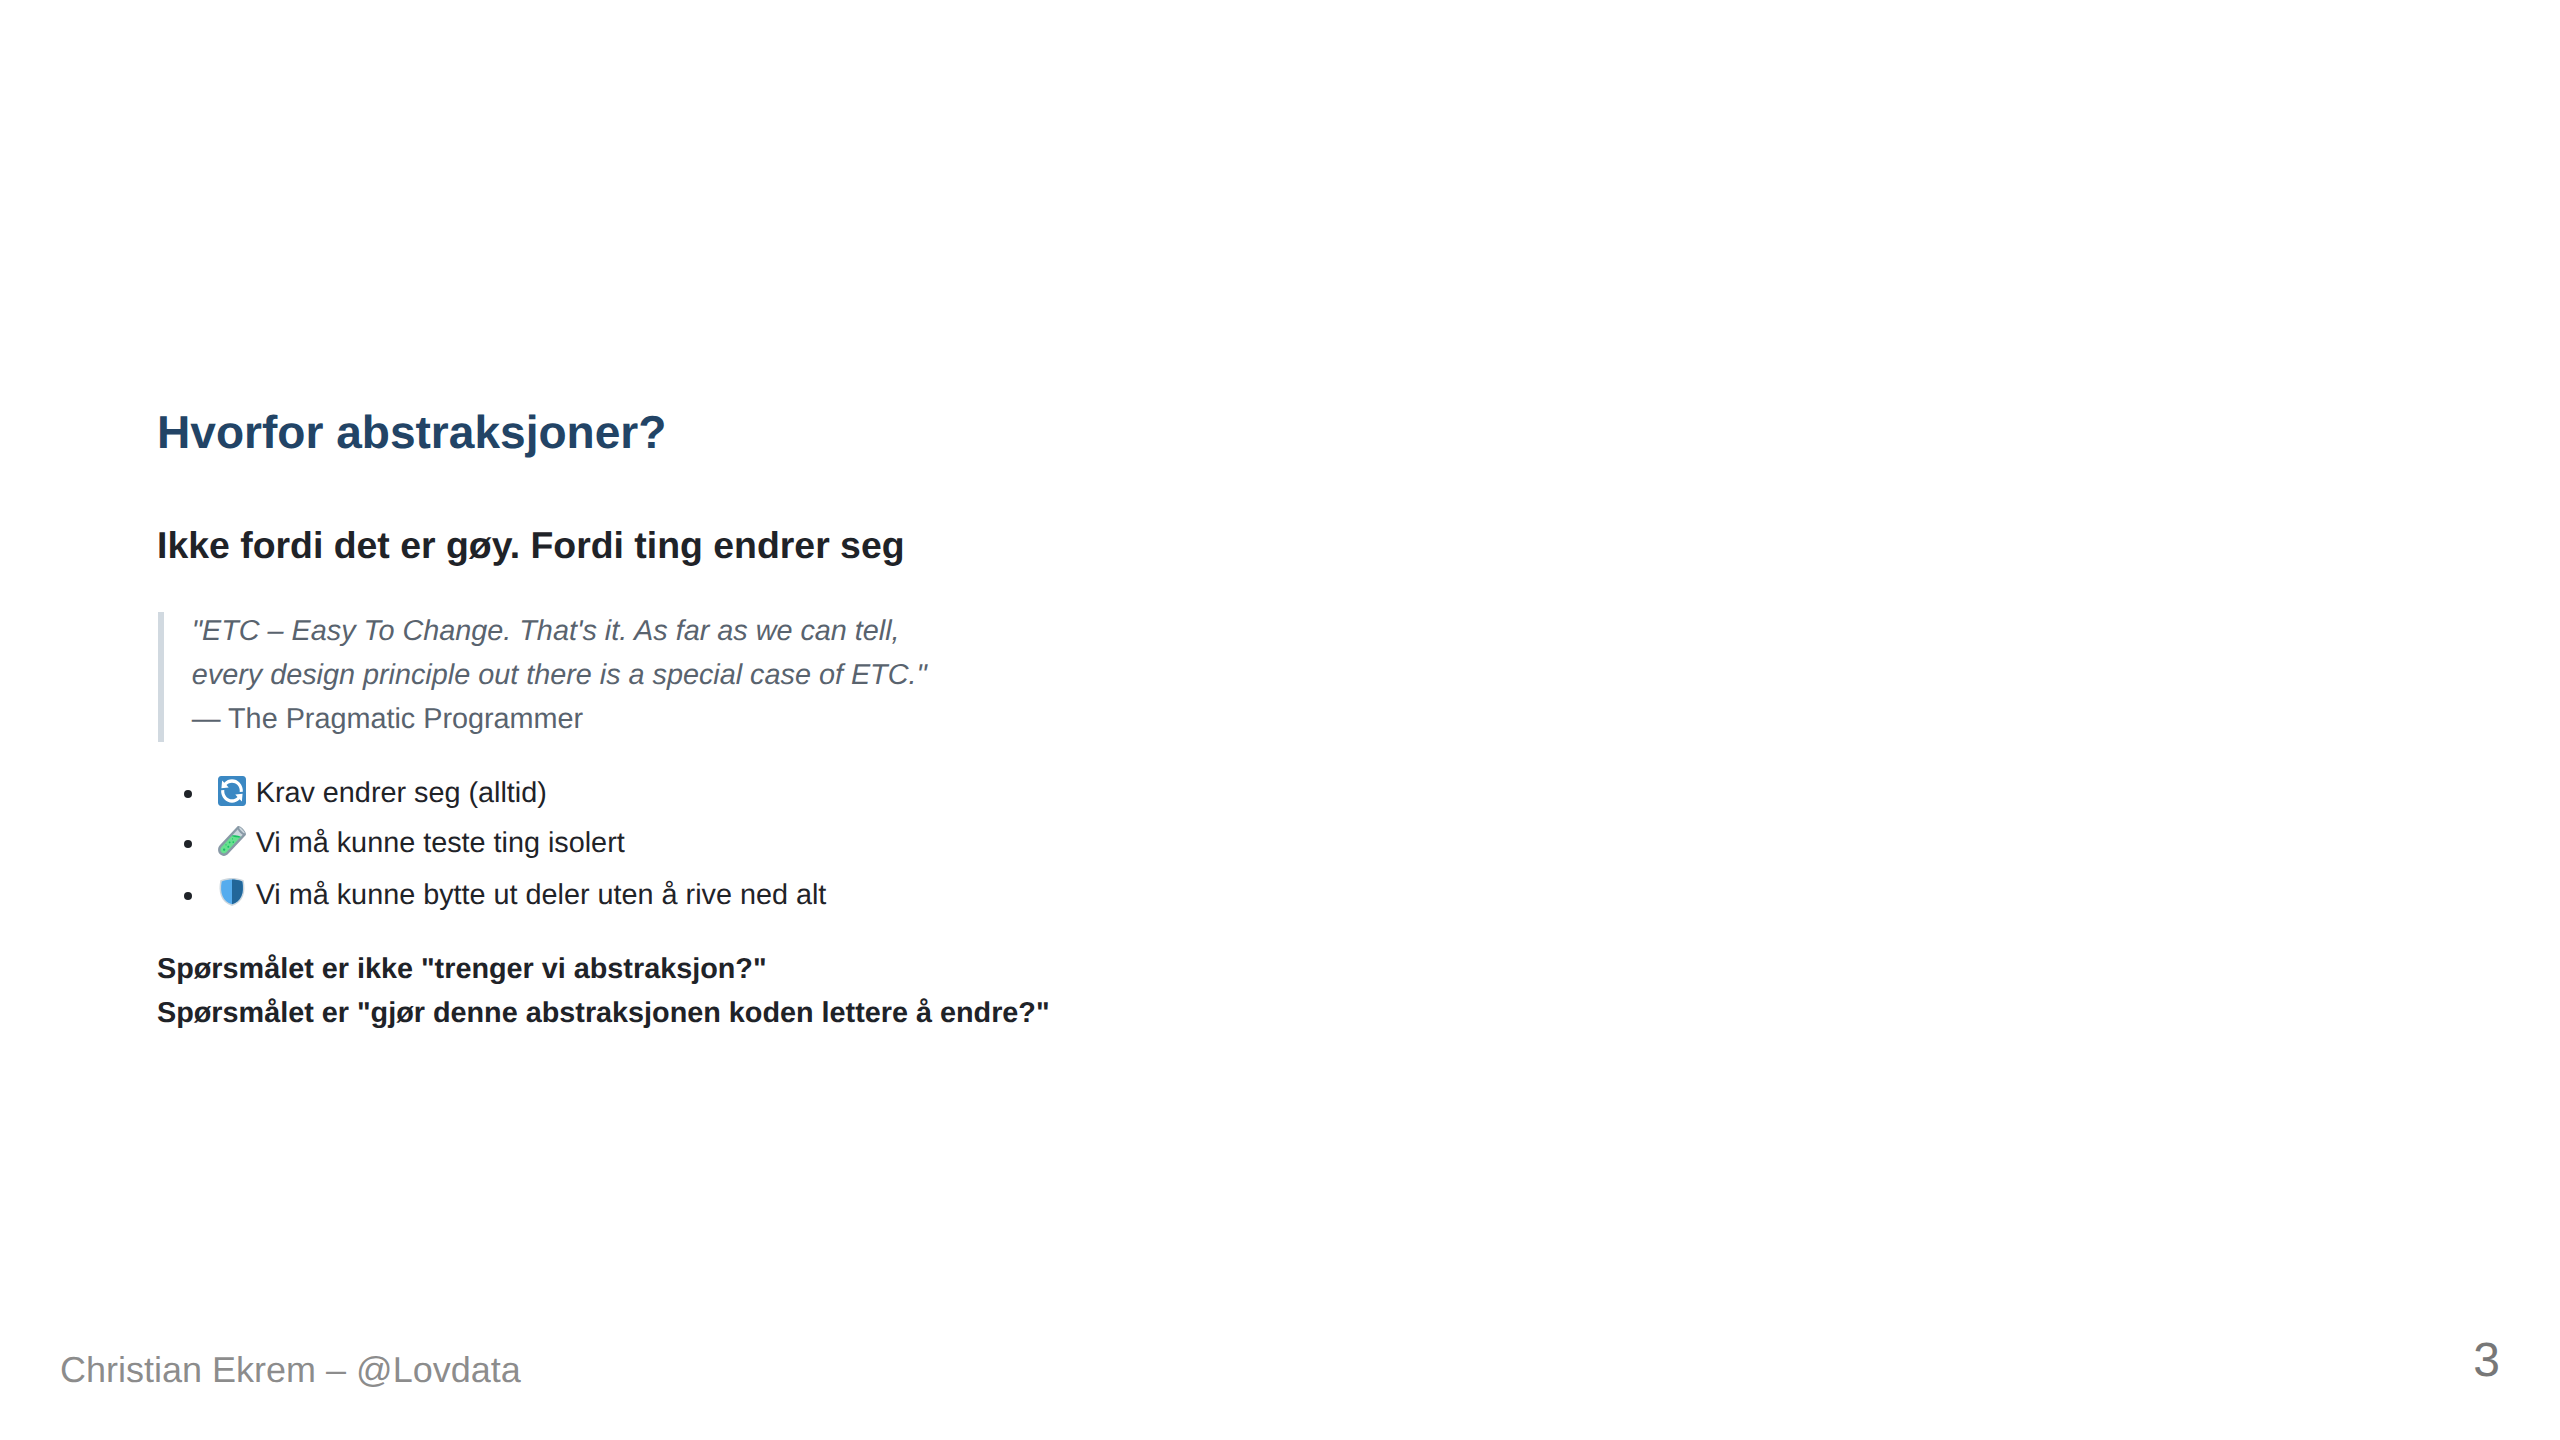 Hvorfor abstraksjoner?
Ikke fordi det er gøy. Fordi ting endrer seg
"ETC – Easy To Change. That's it. As far as we can tell,
every design principle out there is a special case of ETC."
— The Pragmatic Programmer
• 🔄 Krav endrer seg (alltid)
• 🧪 Vi må kunne teste ting isolert
• 🛡️ Vi må kunne bytte ut deler uten å rive ned alt
Spørsmålet er ikke "trenger vi abstraksjon?"
Spørsmålet er "gjør denne abstraksjonen koden lettere å endre?"
Christian Ekrem – @Lovdata
3